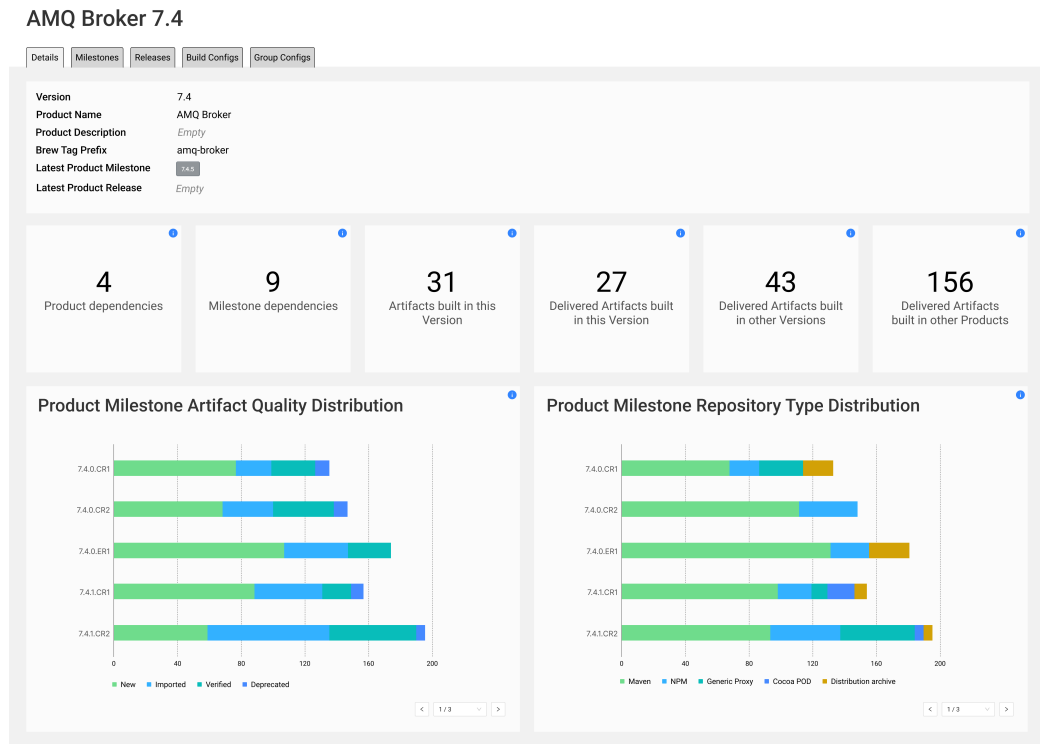 AMQ Broker 7.4
Details Milestones Releases Build Configs Group Configs
Version 7.4
Product Name AMQ Broker
Product Description Empty
Brew Tag Prefix amq-broker
Latest Product Milestone 7.4.5
Latest Product Release Empty
4
Product dependencies
9
Milestone dependencies
31
Artifacts built in this
Version
27
Delivered Artifacts built
in this Version
43
Delivered Artifacts built
in other Versions
156
Delivered Artifacts
built in other Products
Product Milestone Artifact Quality Distribution
7.4.0.CR1
7.4.0.CR2
7.4.0.ER1
7.4.1.CR1
7.4.1.CR2
0 40 80 120 160 200
New Imported Verified Deprecated
< 1 / 3 >
Product Milestone Repository Type Distribution
7.4.0.CR1
7.4.0.CR2
7.4.0.ER1
7.4.1.CR1
7.4.1.CR2
0 40 80 120 160 200
Maven NPM Generic Proxy Cocoa POD Distribution archive
< 1 / 3 >